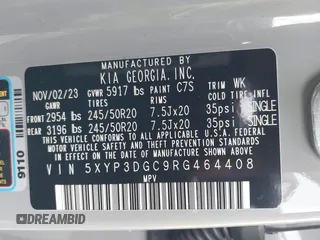 MANUFACTURED BY
KIA GEORGIA, INC.
NOV/02/23 GVWR 5917 lbs PAINT C7S TRIM WK
GAWR TIRE RIM COLD TIRE INFL.
FRONT 2954 lbs 245/50R20 7.5Jx20 35psi SINGLE
REAR 3196 lbs 245/50R20 7.5Jx20 35psi SINGLE
THIS VEHICLE CONFORMS TO ALL APPLICABLE U.S.A.
FEDERAL MOTOR VEHICLE SAFETY AND THEFT PREVENTION
STANDARDS IN EFFECT ON THE DATE OF MANUFACTURE SHOWN ABOVE.
VIN 5XYP3DGC9RG464408
MPV
9110
DREAMBID